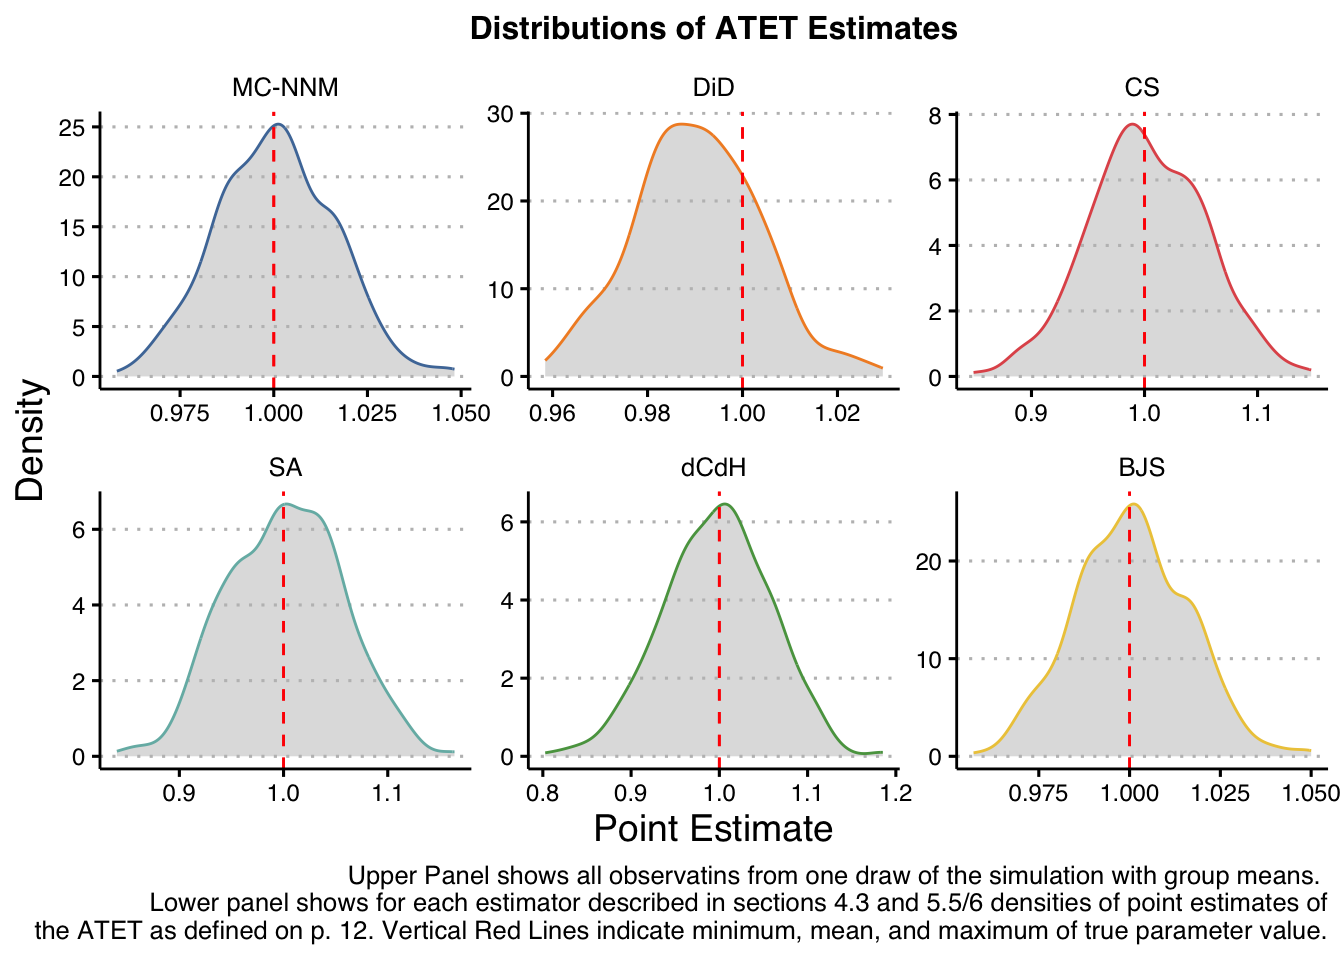 Distributions of ATET Estimates
MC-NNM
DiD
CS
25
20
15
10
5
0
0.975 1.000 1.025 1.050
30
20
10
0
0.96 0.98 1.00 1.02
8
6
4
2
0
0.9 1.0 1.1
Density
SA
dCdH
BJS
6
4
2
0
0.9 1.0 1.1
6
4
2
0
0.8 0.9 1.0 1.1 1.2
20
10
0
0.975 1.000 1.025 1.050
Point Estimate
Upper Panel shows all observatins from one draw of the simulation with group means.
Lower panel shows for each estimator described in sections 4.3 and 5.5/6 densities of point estimates of
the ATET as defined on p. 12. Vertical Red Lines indicate minimum, mean, and maximum of true parameter value.